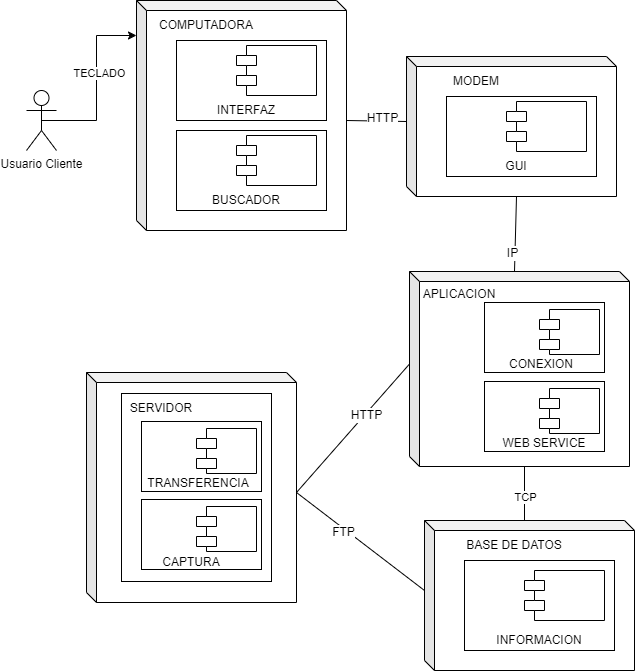 COMPUTADORA
INTERFAZ
BUSCADOR
TECLADO
Usuario Cliente
HTTP
MODEM
GUI
IP
APLICACION
CONEXION
WEB SERVICE
HTTP
SERVIDOR
TRANSFERENCIA
CAPTURA
TCP
FTP
BASE DE DATOS
INFORMACION